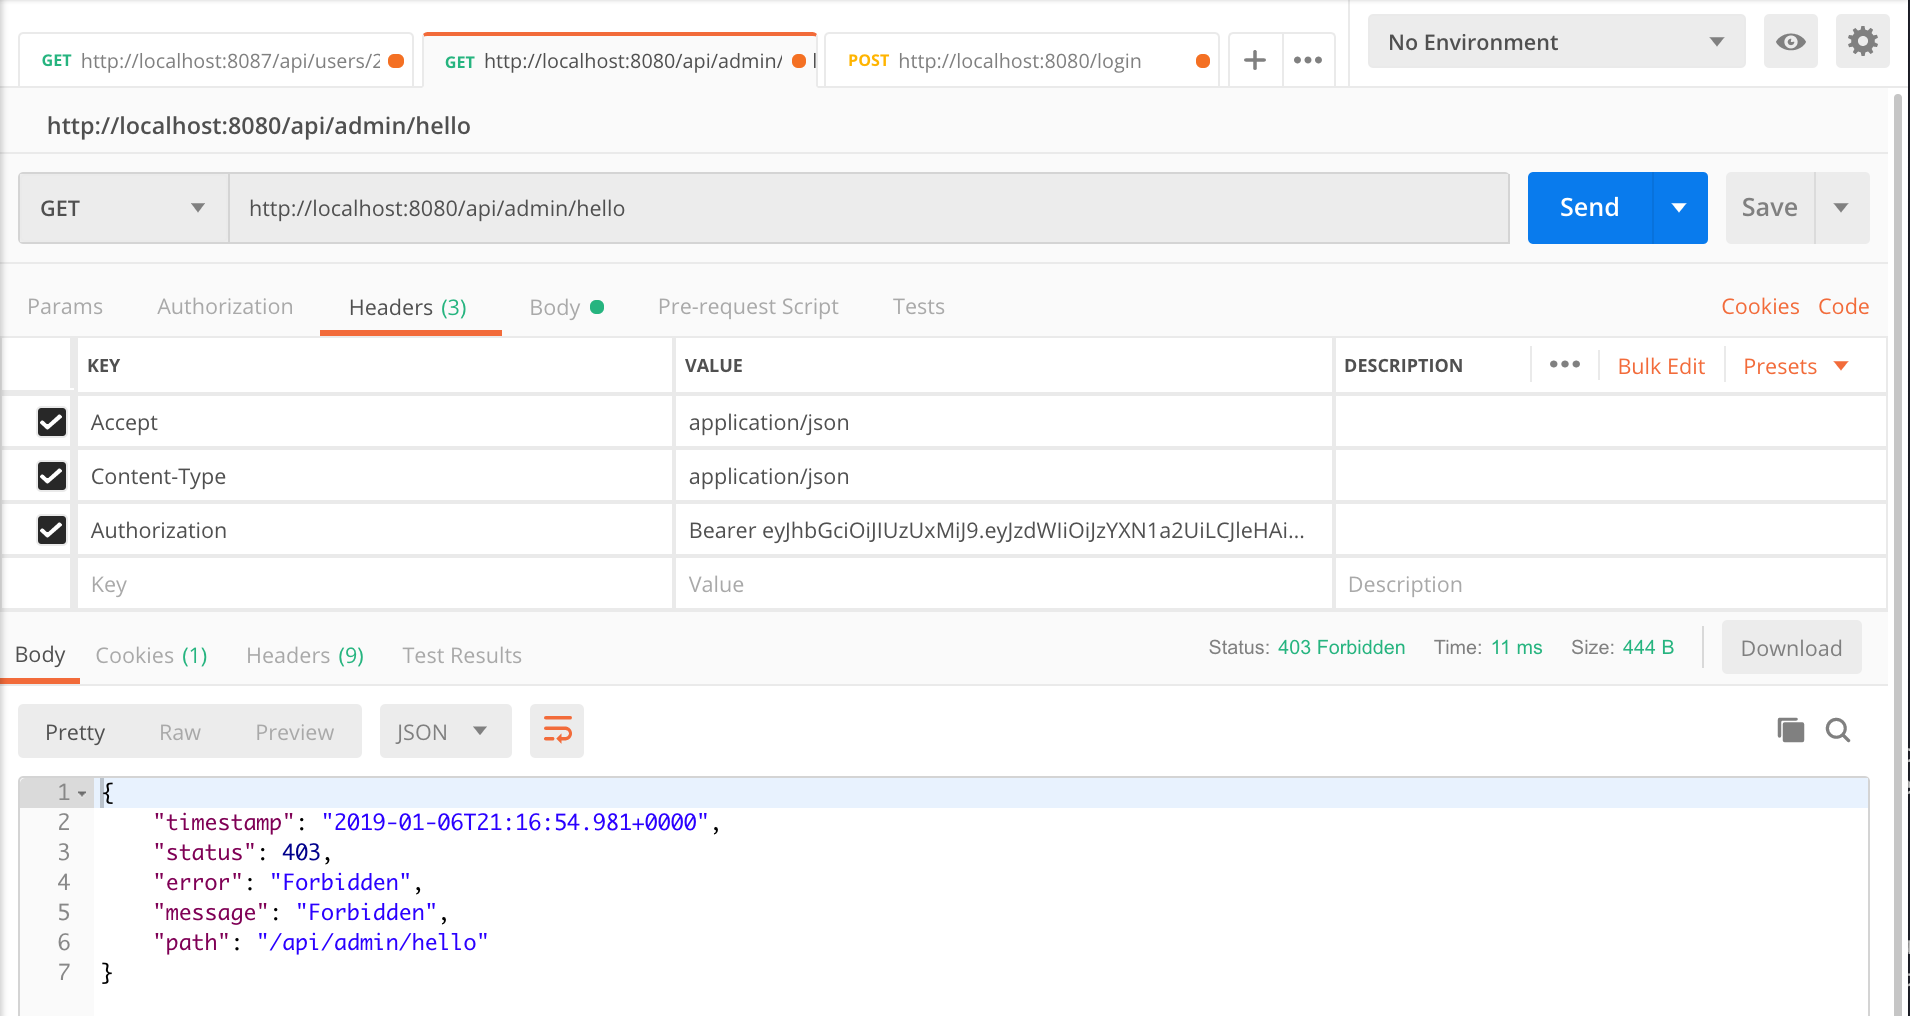 GET http://localhost:8087/api/users/2
GET http://localhost:8080/api/admin/
POST http://localhost:8080/login
No Environment
http://localhost:8080/api/admin/hello
GET http://localhost:8080/api/admin/hello Send Save
Params Authorization Headers (3) Body Pre-request Script Tests Cookies Code
KEY VALUE DESCRIPTION ••• Bulk Edit Presets
Accept application/json
Content-Type application/json
Authorization Bearer eyJhbGciOiJIUzUxMiJ9.eyJzdWIiOiJzYXN1a2UiLCJleHAi...
Key Value Description
Body Cookies (1) Headers (9) Test Results Status: 403 Forbidden Time: 11 ms Size: 444 B Download
Pretty Raw Preview JSON
1 {
2 "timestamp": "2019-01-06T21:16:54.981+0000",
3 "status": 403,
4 "error": "Forbidden",
5 "message": "Forbidden",
6 "path": "/api/admin/hello"
7 }